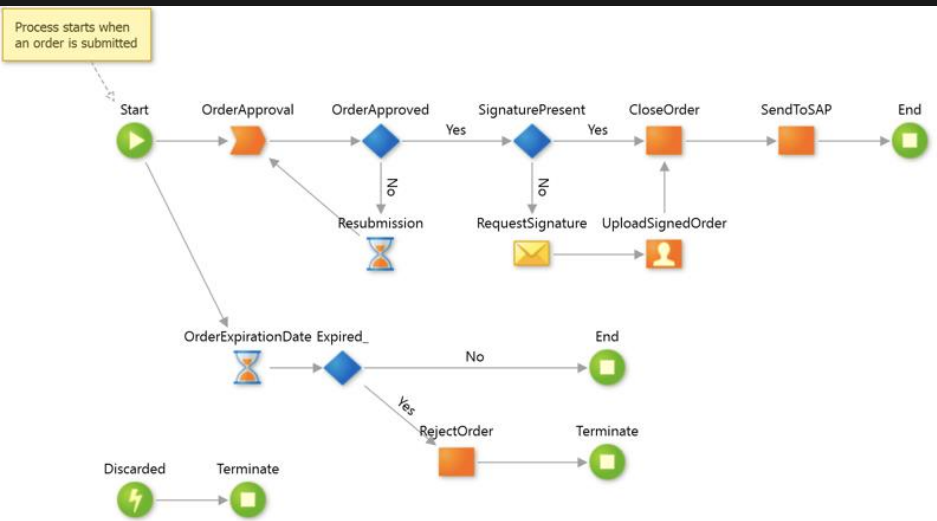 Process starts when
an order is submitted
Start
OrderApproval
OrderApproved
SignaturePresent
CloseOrder
SendToSAP
End
Yes
Yes
No
No
Resubmission
RequestSignature
UploadSignedOrder
OrderExpirationDate
Expired_
End
No
Yes
RejectOrder
Terminate
Discarded
Terminate